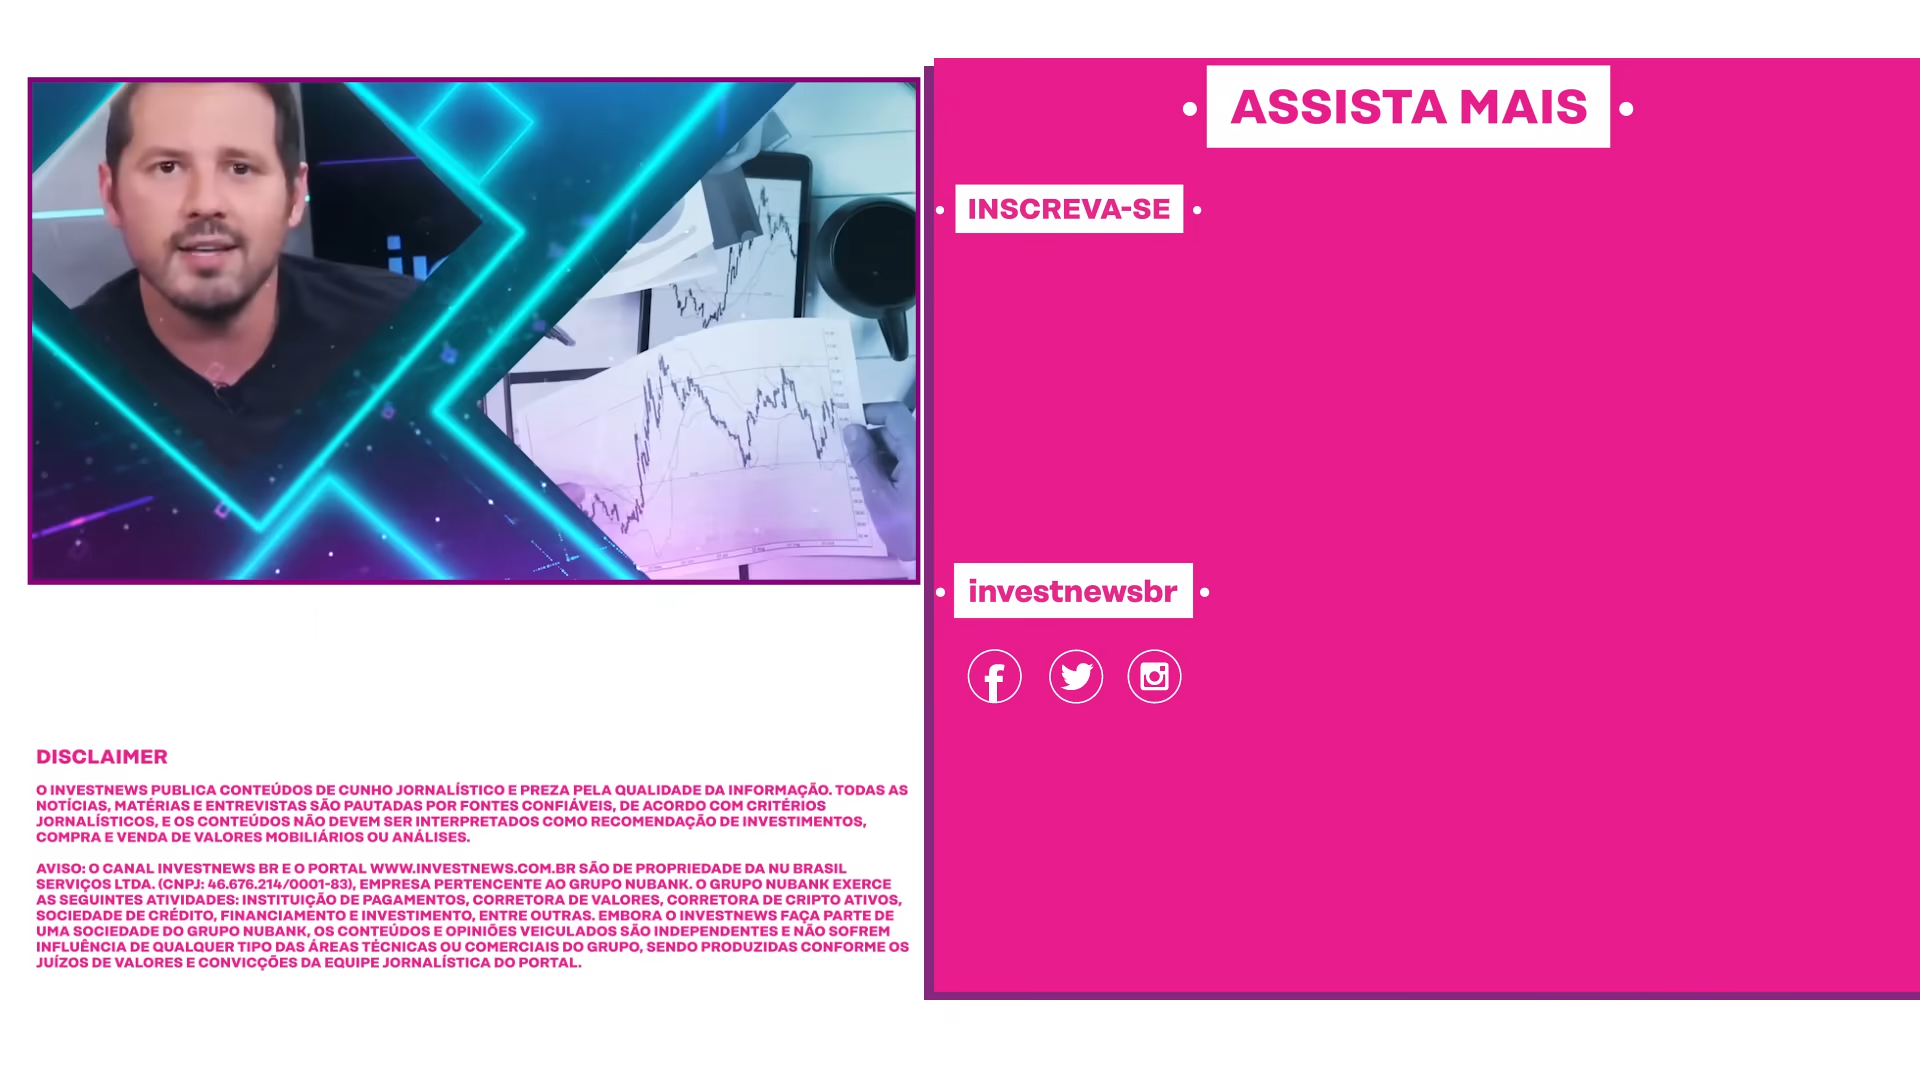 ASSISTA MAIS
INSCREVA-SE
investnewsbr
DISCLAIMER
O INVESTNEWS PUBLICA CONTEÚDOS DE CUNHO JORNALÍSTICO E PREZA PELA QUALIDADE DA INFORMAÇÃO. TODAS AS
NOTÍCIAS, MATÉRIAS E ENTREVISTAS SÃO PAUTADAS POR FONTES CONFIÁVEIS, DE ACORDO COM CRITÉRIOS
JORNALÍSTICOS, E OS CONTEÚDOS NÃO DEVEM SER INTERPRETADOS COMO RECOMENDAÇÃO DE INVESTIMENTOS,
COMPRA E VENDA DE VALORES MOBILIÁRIOS OU ANÁLISES.
AVISO: O CANAL INVESTNEWS BR E O PORTAL WWW.INVESTNEWS.COM.BR SÃO DE PROPRIEDADE DA NU BRASIL
SERVIÇOS LTDA. (CNPJ: 46.676.214/0001-83), EMPRESA PERTENCENTE AO GRUPO NUBANK. O GRUPO NUBANK EXERCE
AS SEGUINTES ATIVIDADES: INSTITUIÇÃO DE PAGAMENTOS, CORRETORA DE VALORES, CORRETORA DE CRIPTO ATIVOS,
SOCIEDADE DE CRÉDITO, FINANCIAMENTO E INVESTIMENTO, ENTRE OUTRAS. EMBORA O INVESTNEWS FAÇA PARTE DE
UMA SOCIEDADE DO GRUPO NUBANK, OS CONTEÚDOS E OPINIÕES VEICULADOS SÃO INDEPENDENTES E NÃO SOFREM
INFLUÊNCIA DE QUALQUER TIPO DAS ÁREAS TÉCNICAS OU COMERCIAIS DO GRUPO, SENDO PRODUZIDAS CONFORME OS
JUÍZOS DE VALORES E CONVICÇÕES DA EQUIPE JORNALÍSTICA DO PORTAL.